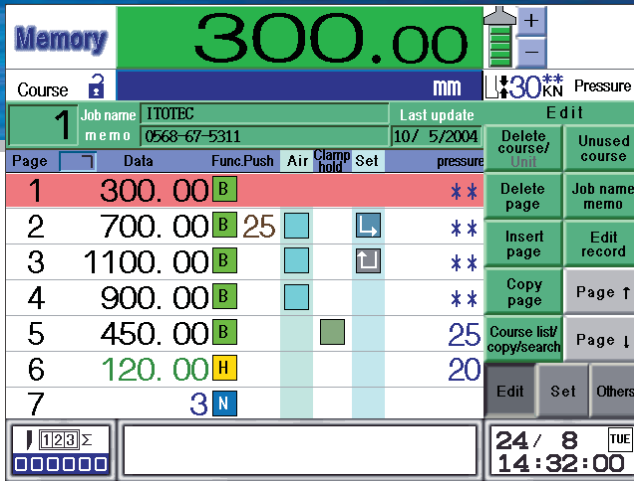 Memory 300.00 + -
Course mm 30** KN Pressure
1 Job name ITOTEC Last update Edit
memo 0568-67-5311 10/ 5/2004
Delete course/ Unit Unused course
Page Data Func. Push Air Clamp hold Set pressure
1 300.00 B **
Delete page Job name memo
2 700.00 B 25 **
Insert page Edit record
3 1100.00 B **
4 900.00 B **
Copy page Page ↑
5 450.00 B 25
Course list/ copy/search Page ↓
6 120.00 H 20
Edit Set Others
7 3 N
123Σ
000000
24/ 8 TUE
14:32:00